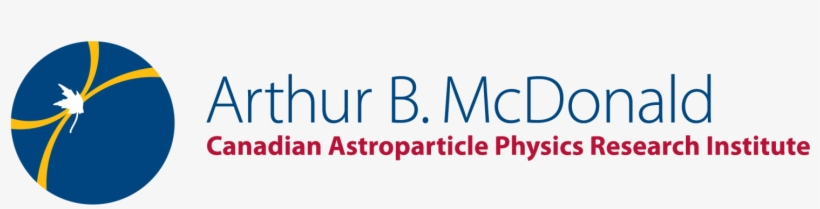 Arthur B. McDonald
Canadian Astroparticle Physics Research Institute